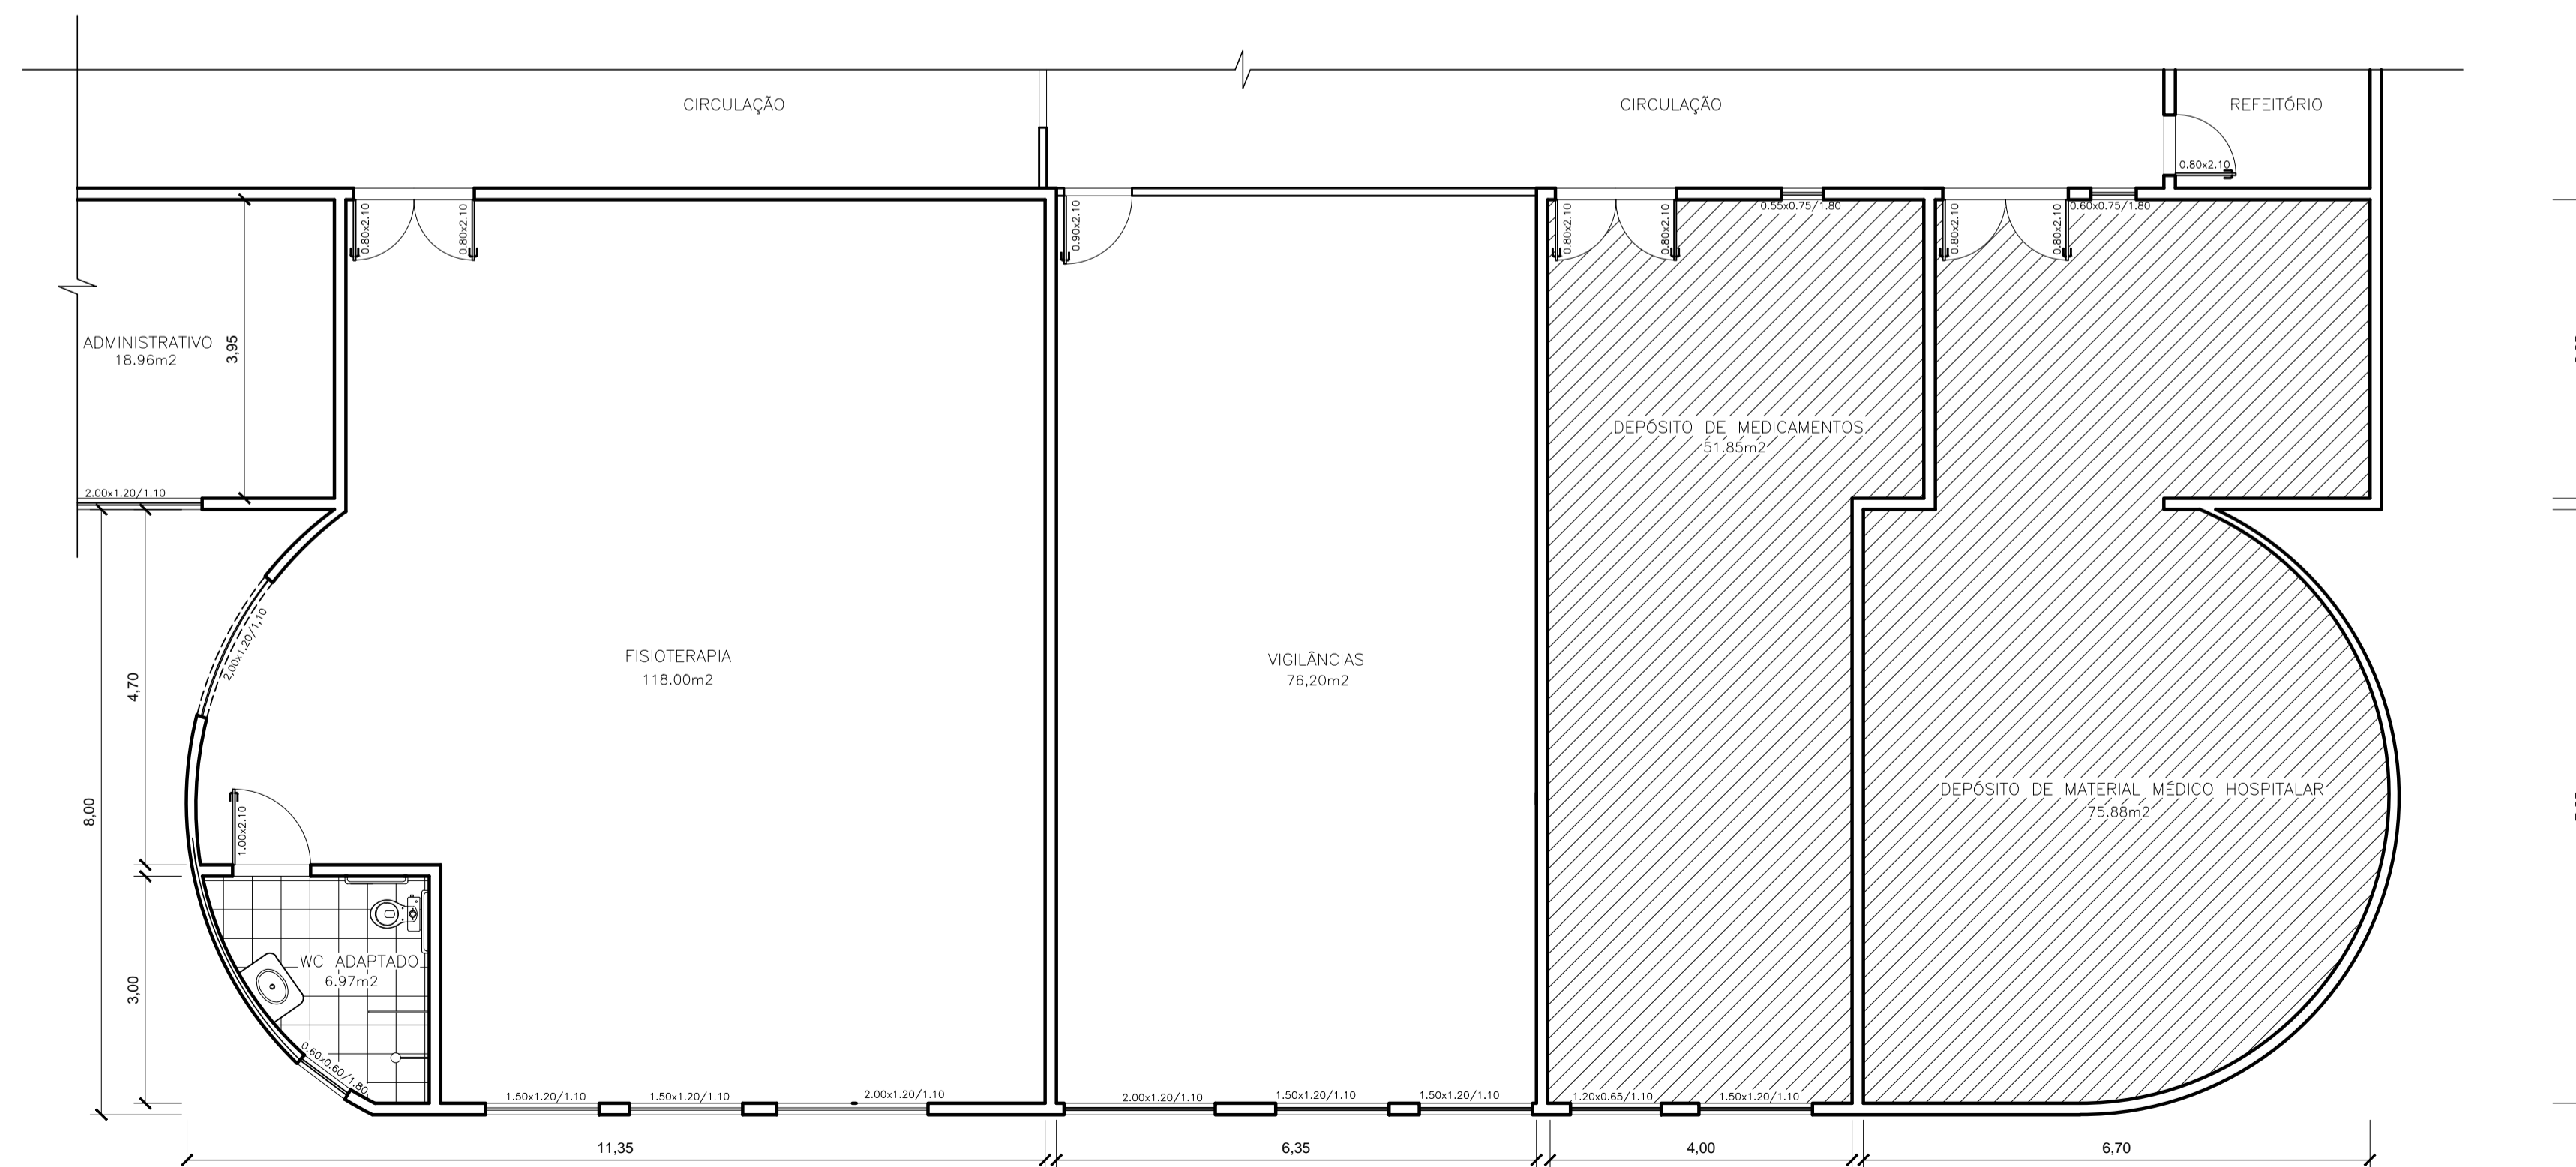 CIRCULAÇÃO
CIRCULAÇÃO
REFEITÓRIO
0.80x2.10
0.80x2.10
0.80x2.10
0.90x2.10
0.80x2.10
0.80x2.10
0.55x0.75/1.80
0.80x2.10
0.80x2.10
0.60x0.75/1.80
ADMINISTRATIVO
18.96m2
3,95
2.00x1.20/1.10
DEPÓSITO DE MEDICAMENTOS
51.85m2
2,00x1,20/1,10
FISIOTERAPIA
118.00m2
VIGILÂNCIAS
76,20m2
4,70
8,00
1.00x2.10
DEPÓSITO DE MATERIAL MÉDICO HOSPITALAR
75.88m2
WC ADAPTADO
6.97m2
3,00
0.60x0.60/1.80
1.50x1.20/1.10
1.50x1.20/1.10
2.00x1.20/1.10
2.00x1.20/1.10
1.50x1.20/1.10
1.50x1.20/1.10
1.20x0.65/1.10
1.50x1.20/1.10
11,35
6,35
4,00
6,70